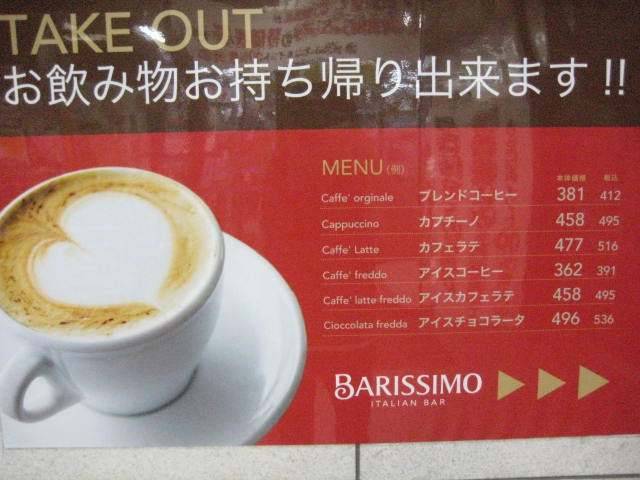 TAKE OUT
お飲み物お持ち帰り出来ます!!
MENU(例)
本体価格 税込
Caffe' orginale ブレンドコーヒー 381 412
Cappuccino カプチーノ 458 495
Caffe' Latte カフェラテ 477 516
Caffe' freddo アイスコーヒー 362 391
Caffe' latte freddo アイスカフェラテ 458 495
Cioccolata fredda アイスチョコラータ 496 536
BARISSIMO
ITALIAN BAR